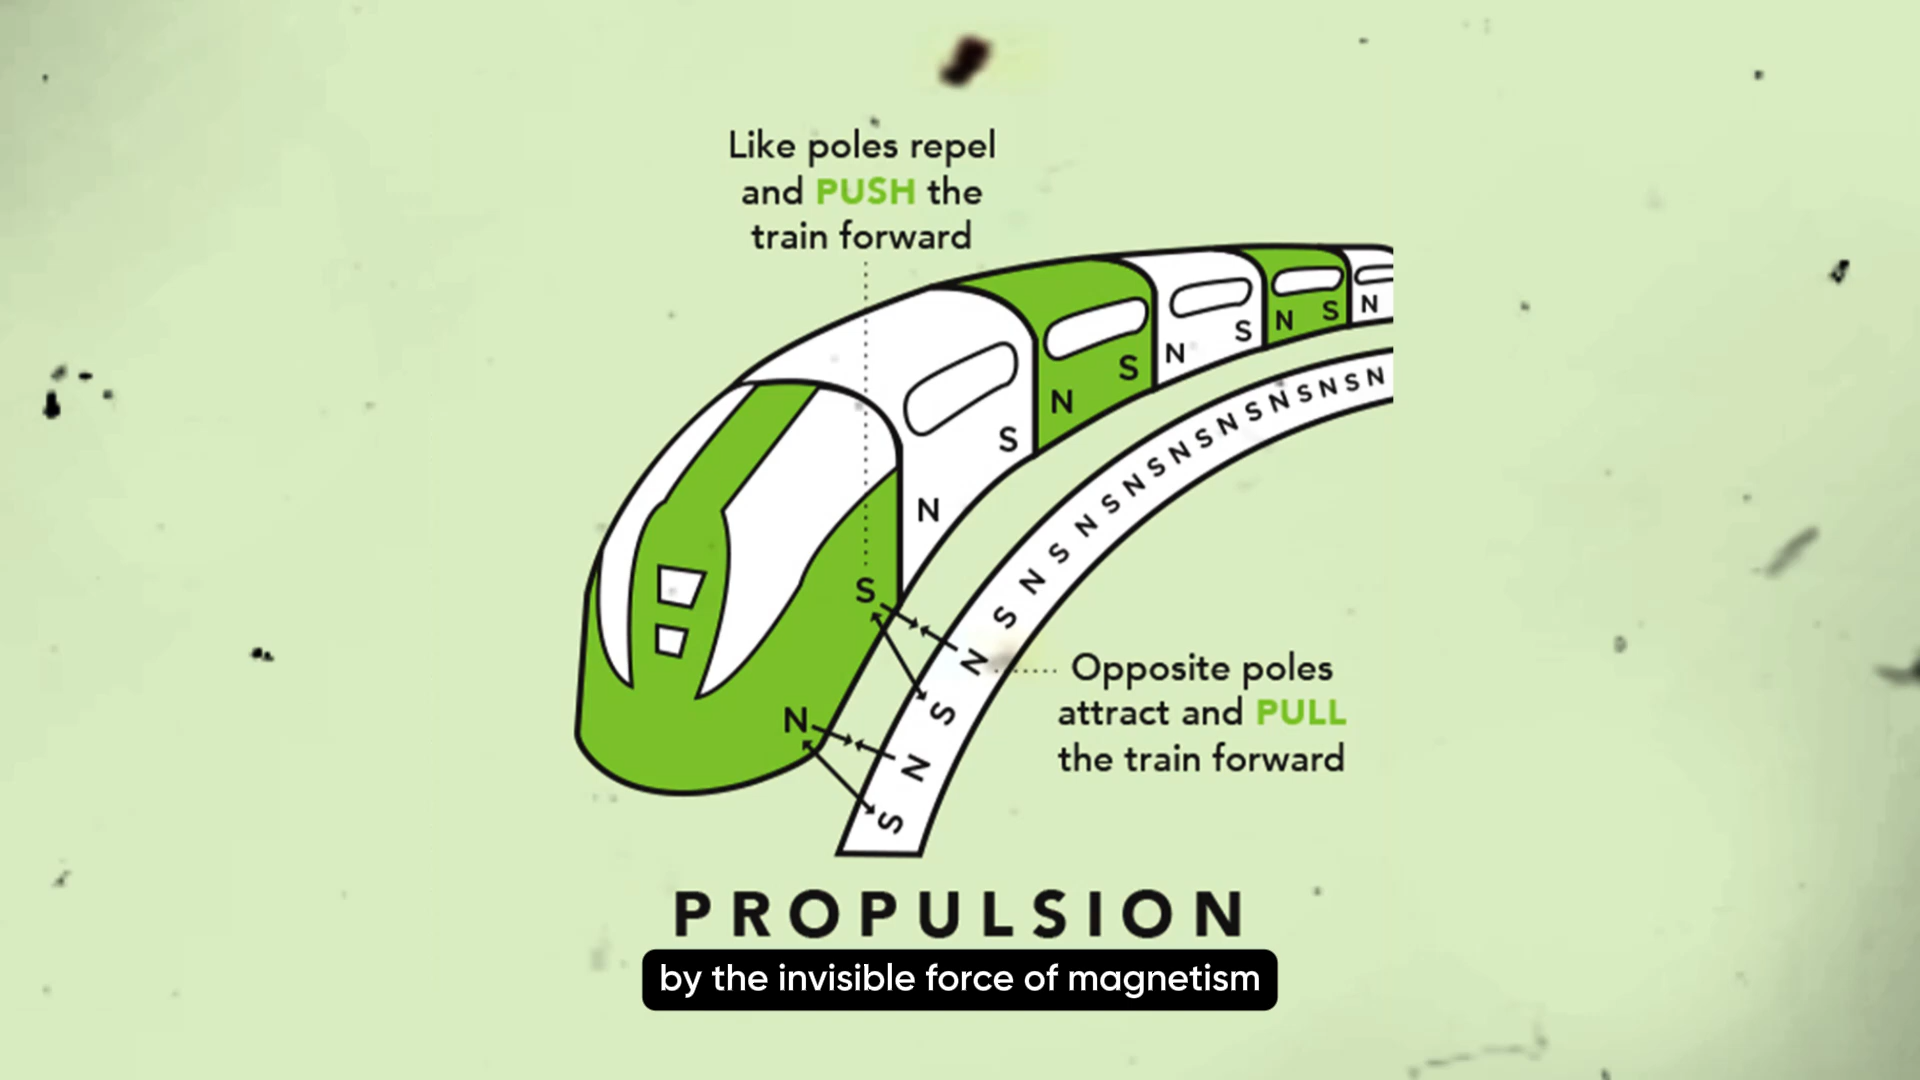 Like poles repel
and PUSH the
train forward
N
S
N
S
N
S
N
S
N
S
N
S N S N S N S N S N S N S N S N S N S N
Opposite poles
attract and PULL
the train forward
PROPULSION
by the invisible force of magnetism